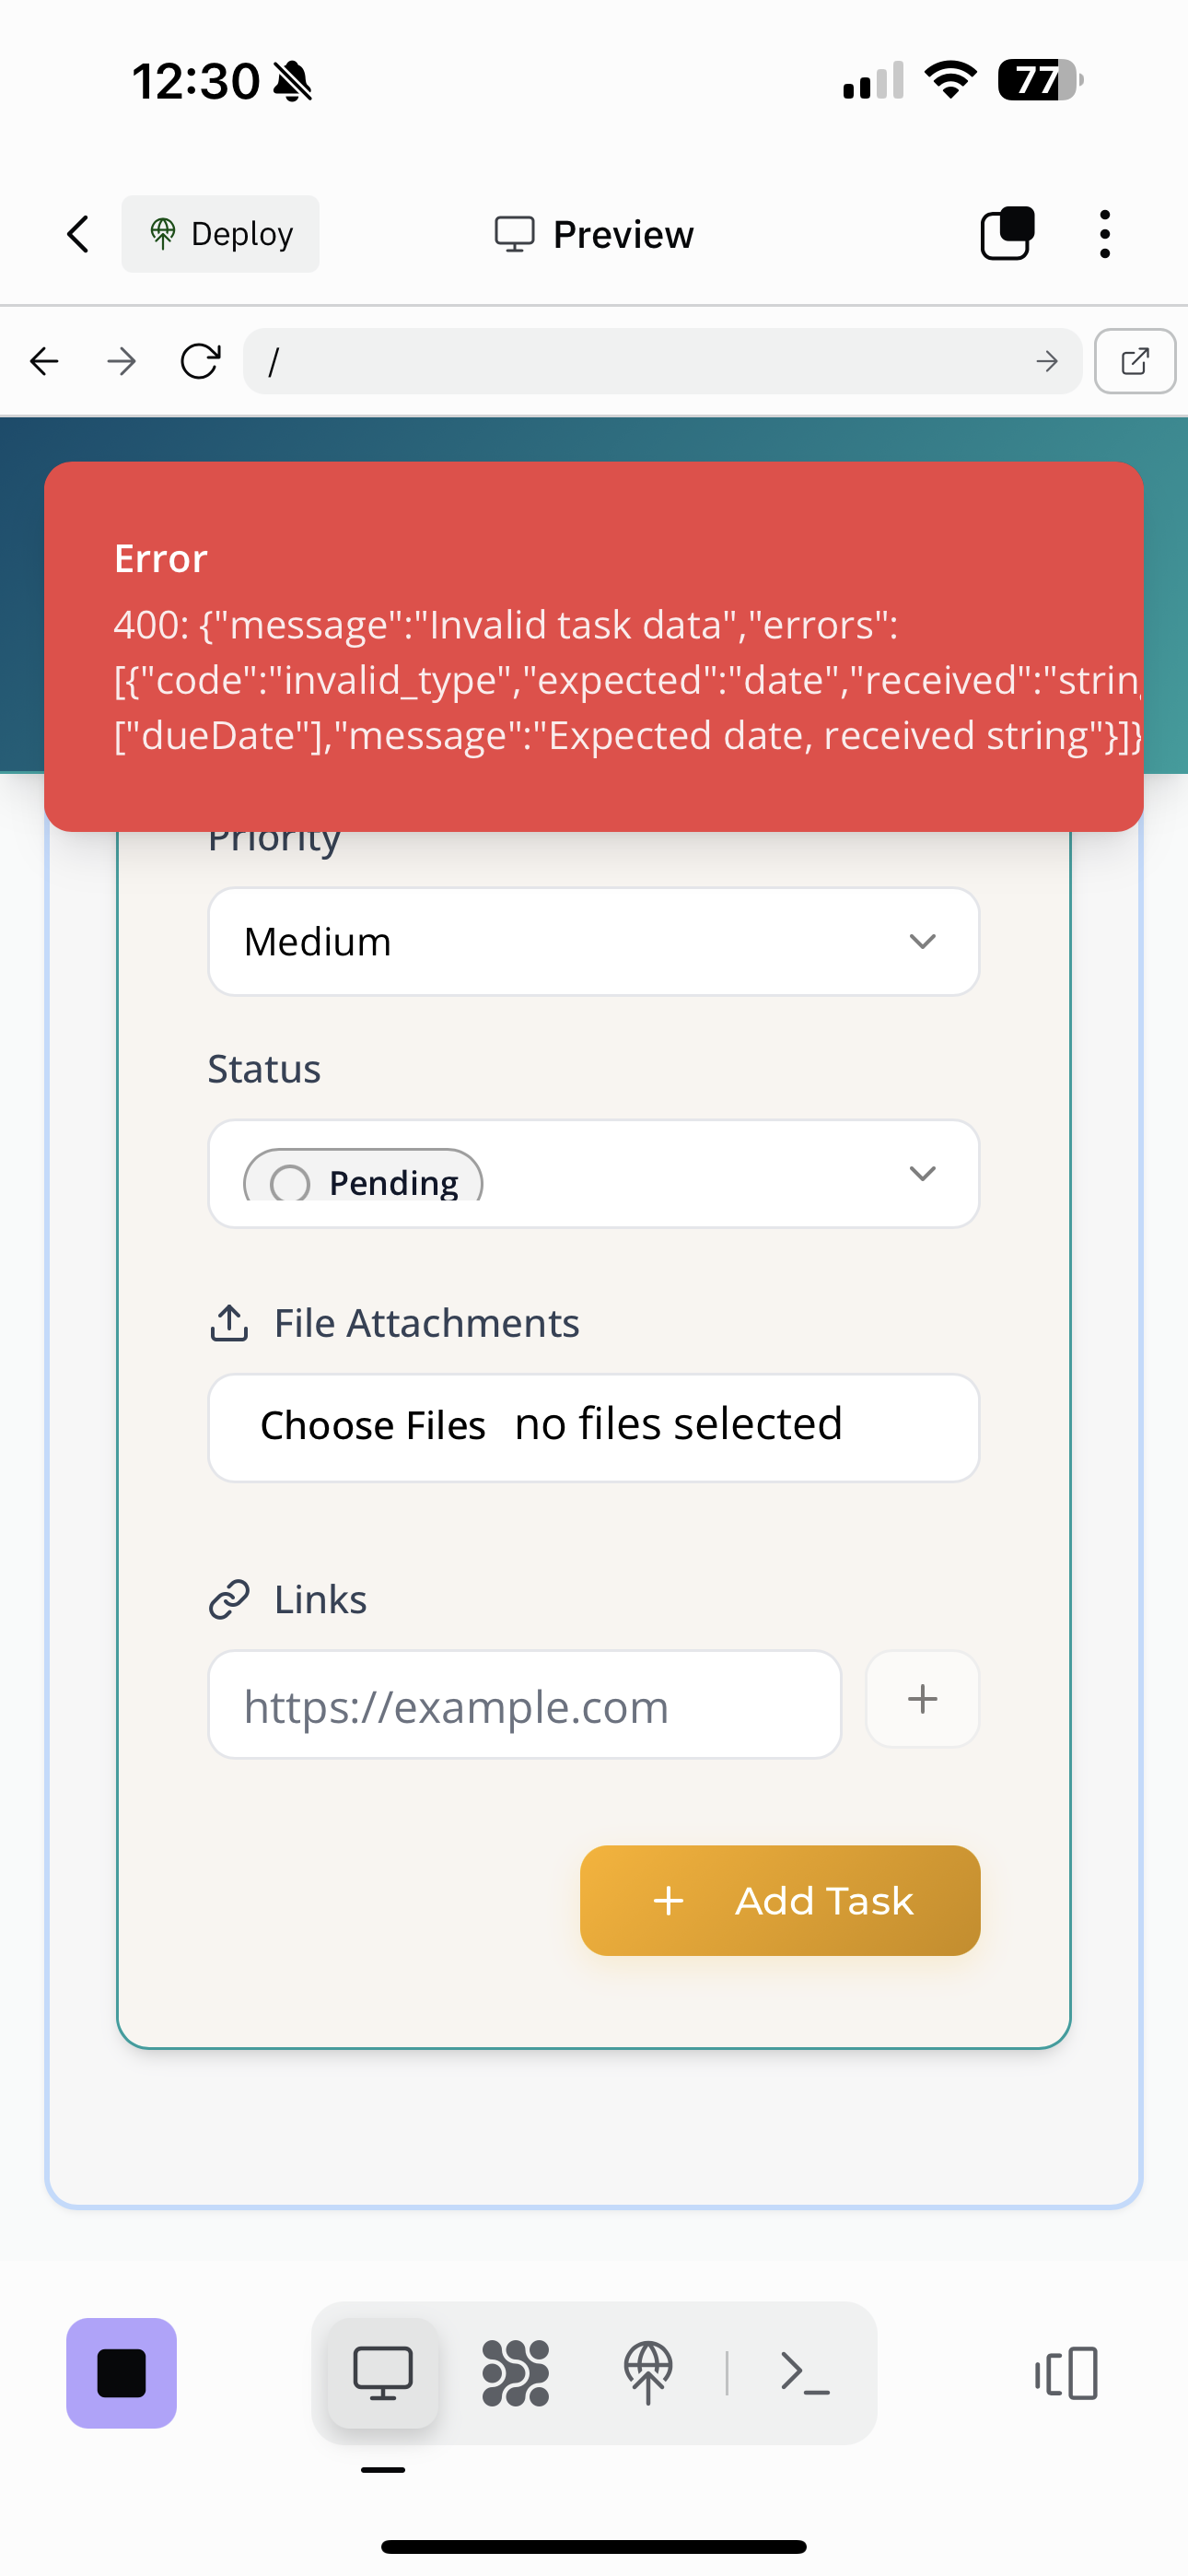 12:30
77
Deploy
Preview
/
Error
400: {"message":"Invalid task data","errors":
[{"code":"invalid_type","expected":"date","received":"strin
["dueDate"],"message":"Expected date, received string"}]}
Priority
Medium
Status
Pending
File Attachments
Choose Files no files selected
Links
https://example.com
+ Add Task